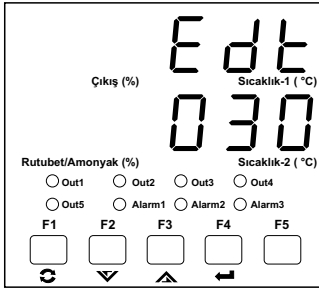 Edt
Çıkış (%) Sıcaklık-1 ( °C)
030
Rutubet/Amonyak (%) Sıcaklık-2 ( °C)
Out1 Out2 Out3 Out4
Out5 Alarm1 Alarm2 Alarm3
F1 F2 F3 F4 F5